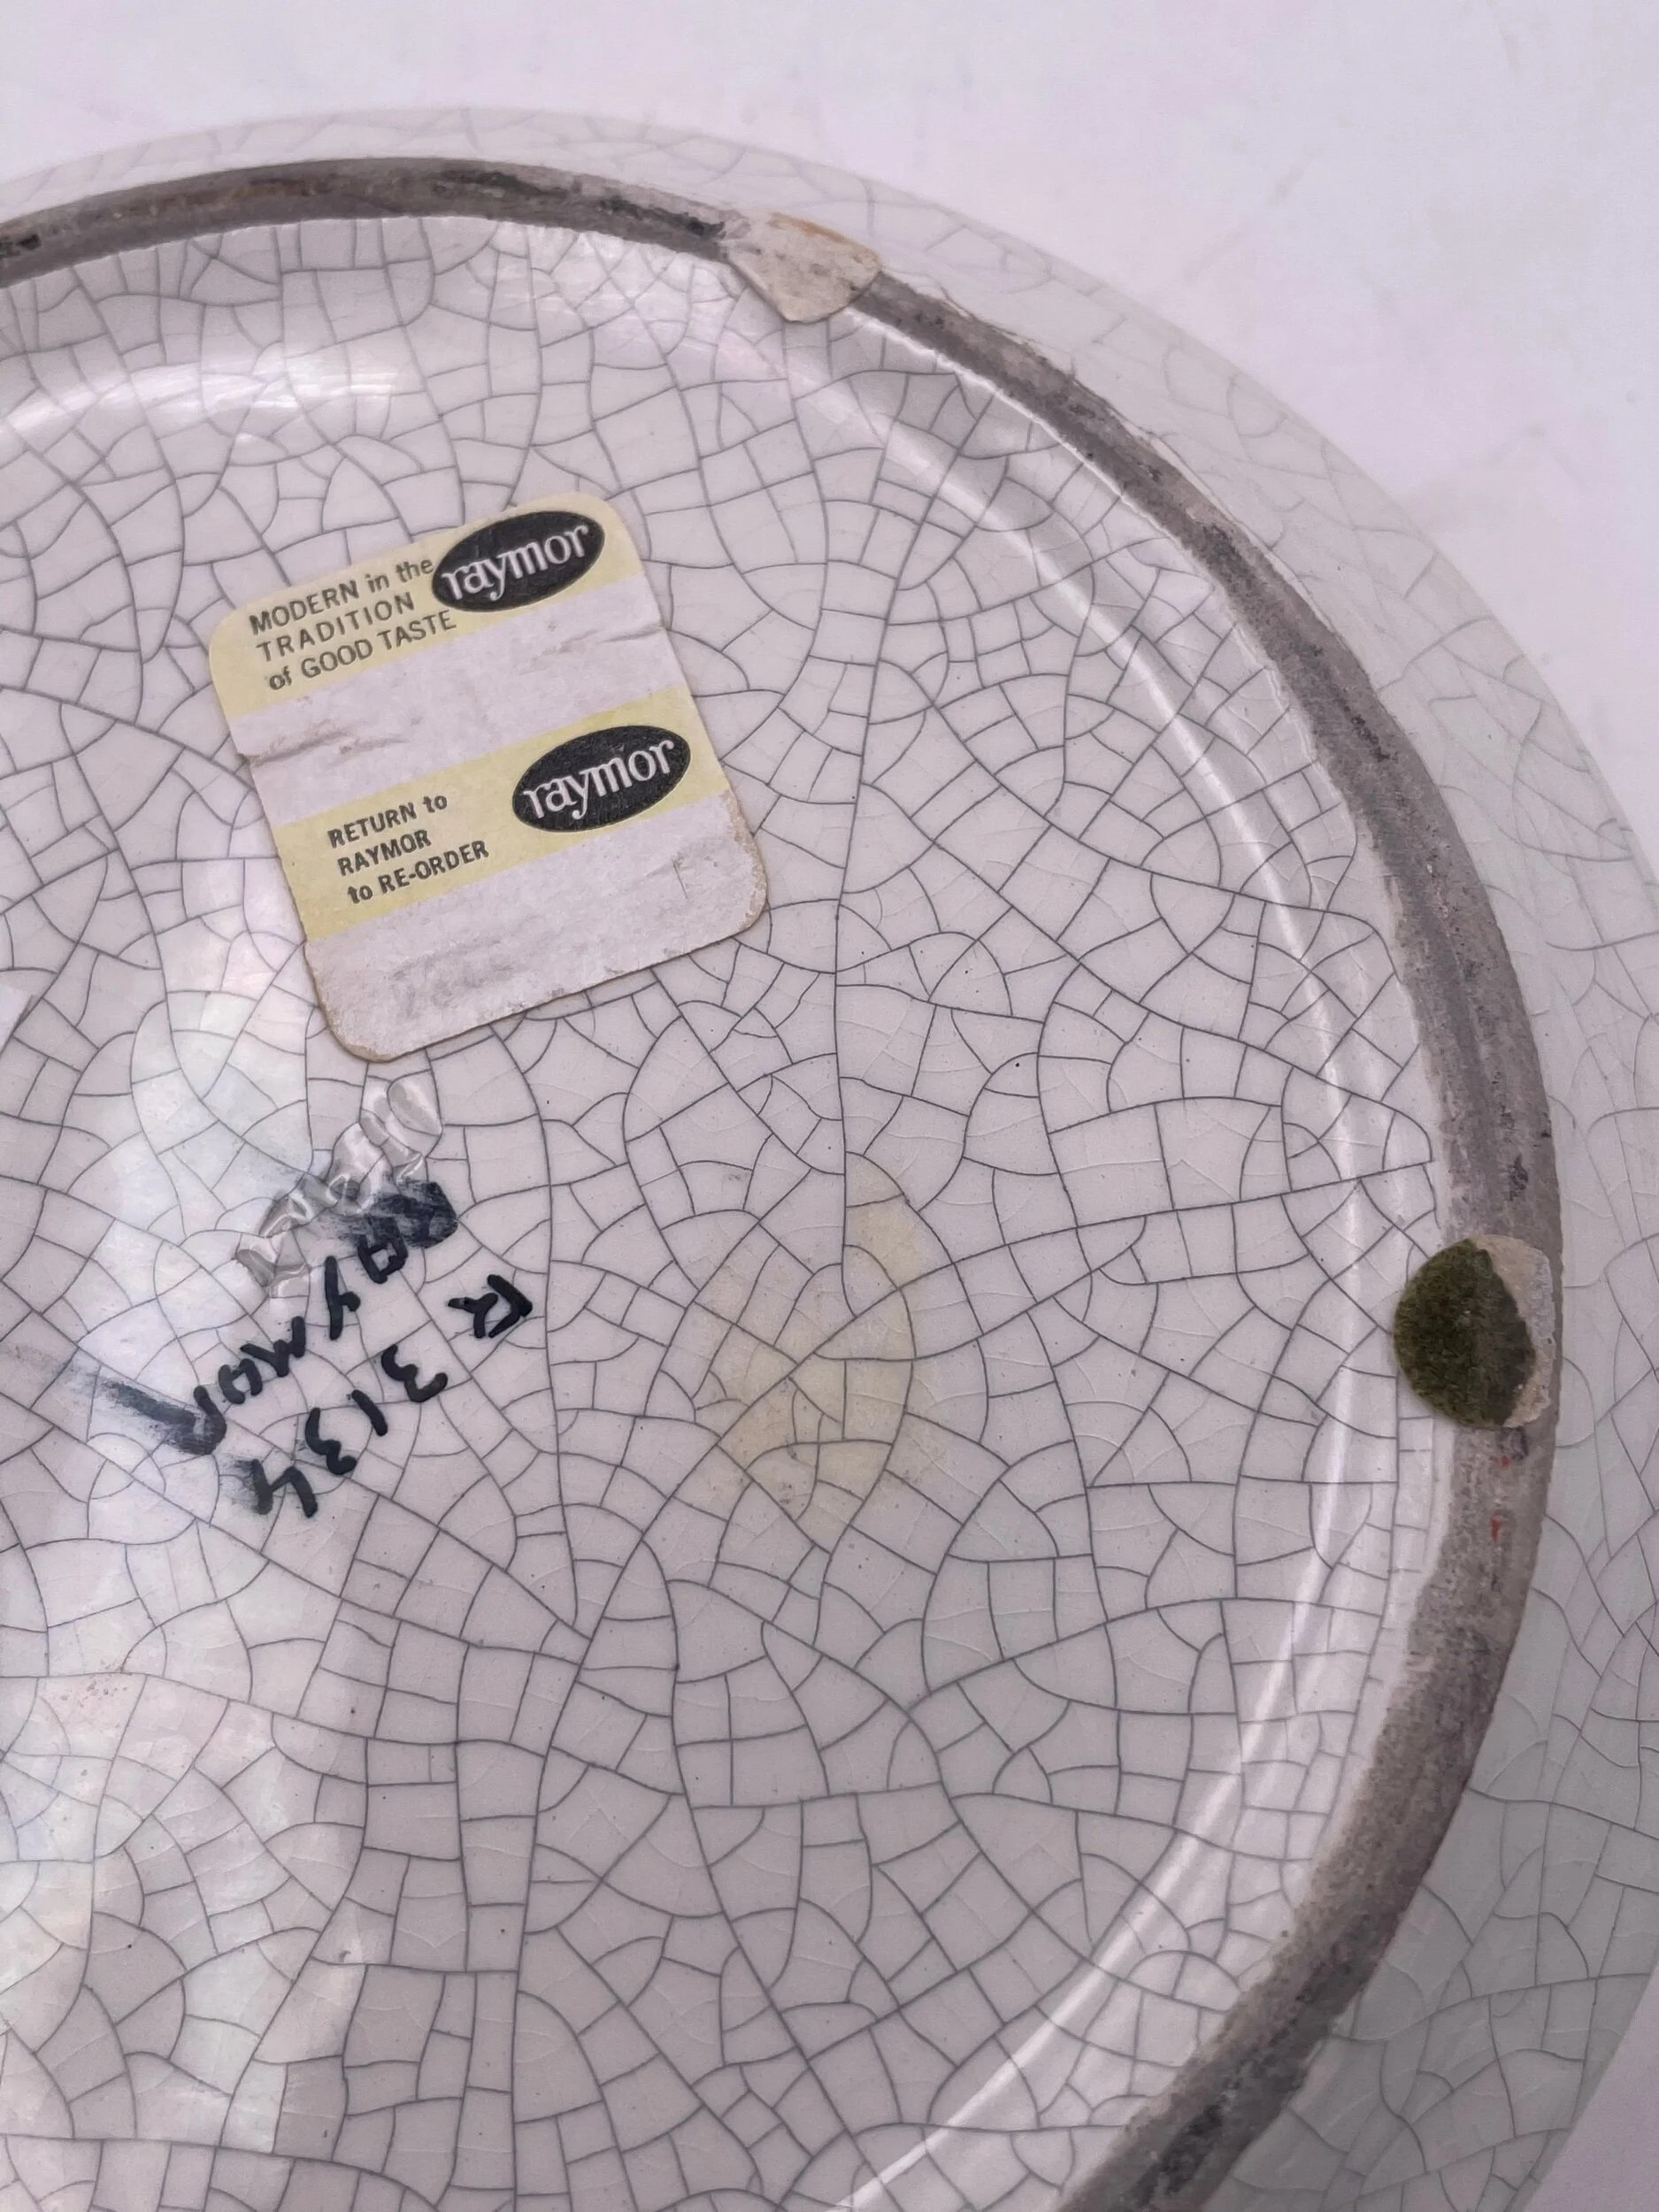 MODERN in the
TRADITION
of GOOD TASTE
raymor
RETURN to
RAYMOR
to RE-ORDER
raymor
RAYMOR
R 3134